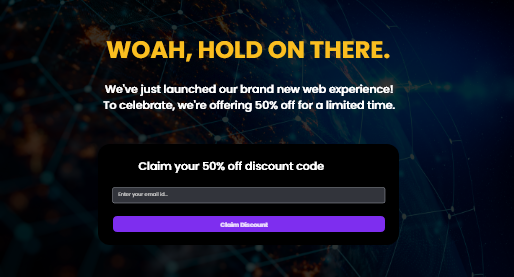 WOAH, HOLD ON THERE.
We've just launched our brand new web experience!
To celebrate, we're offering 50% off for a limited time.
Claim your 50% off discount code
Enter your email id...
Claim Discount